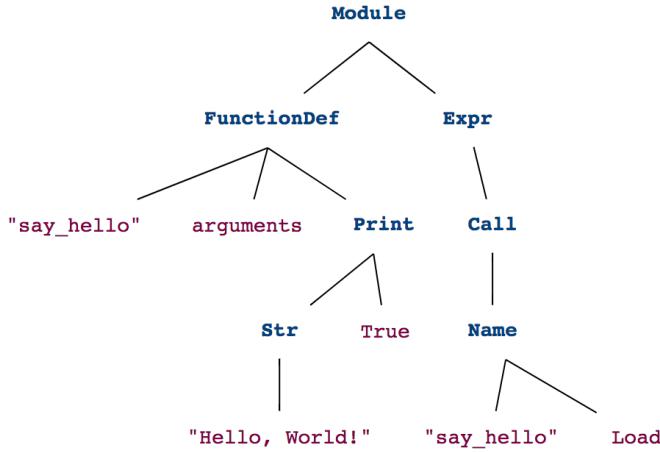 Module
FunctionDef Expr
"say_hello" arguments Print Call
Str True Name
"Hello, World!" "say_hello" Load